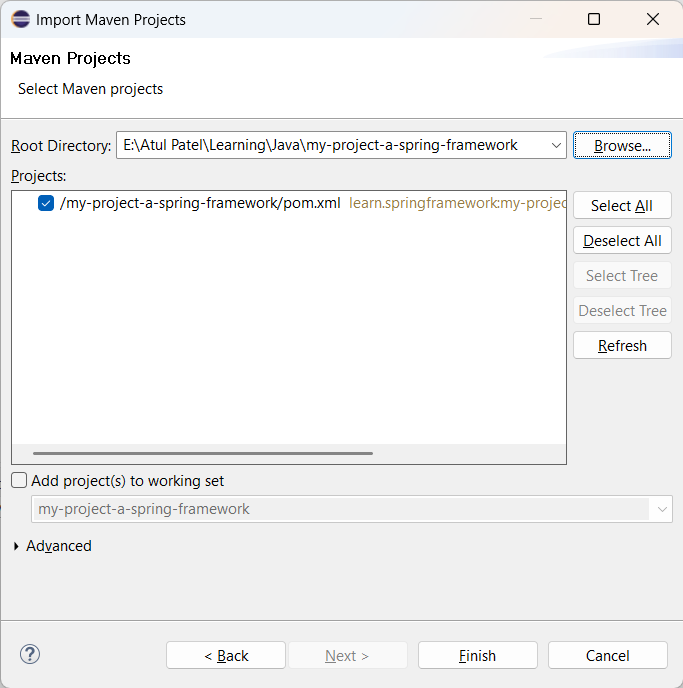 Import Maven Projects
Maven Projects
Select Maven projects
Root Directory: E:\Atul Patel\Learning\Java\my-project-a-spring-framework Browse...
Projects:
/my-project-a-spring-framework/pom.xml learn.springframework:my-projec
Select All
Deselect All
Select Tree
Deselect Tree
Refresh
Add project(s) to working set
my-project-a-spring-framework
Advanced
? < Back Next > Finish Cancel